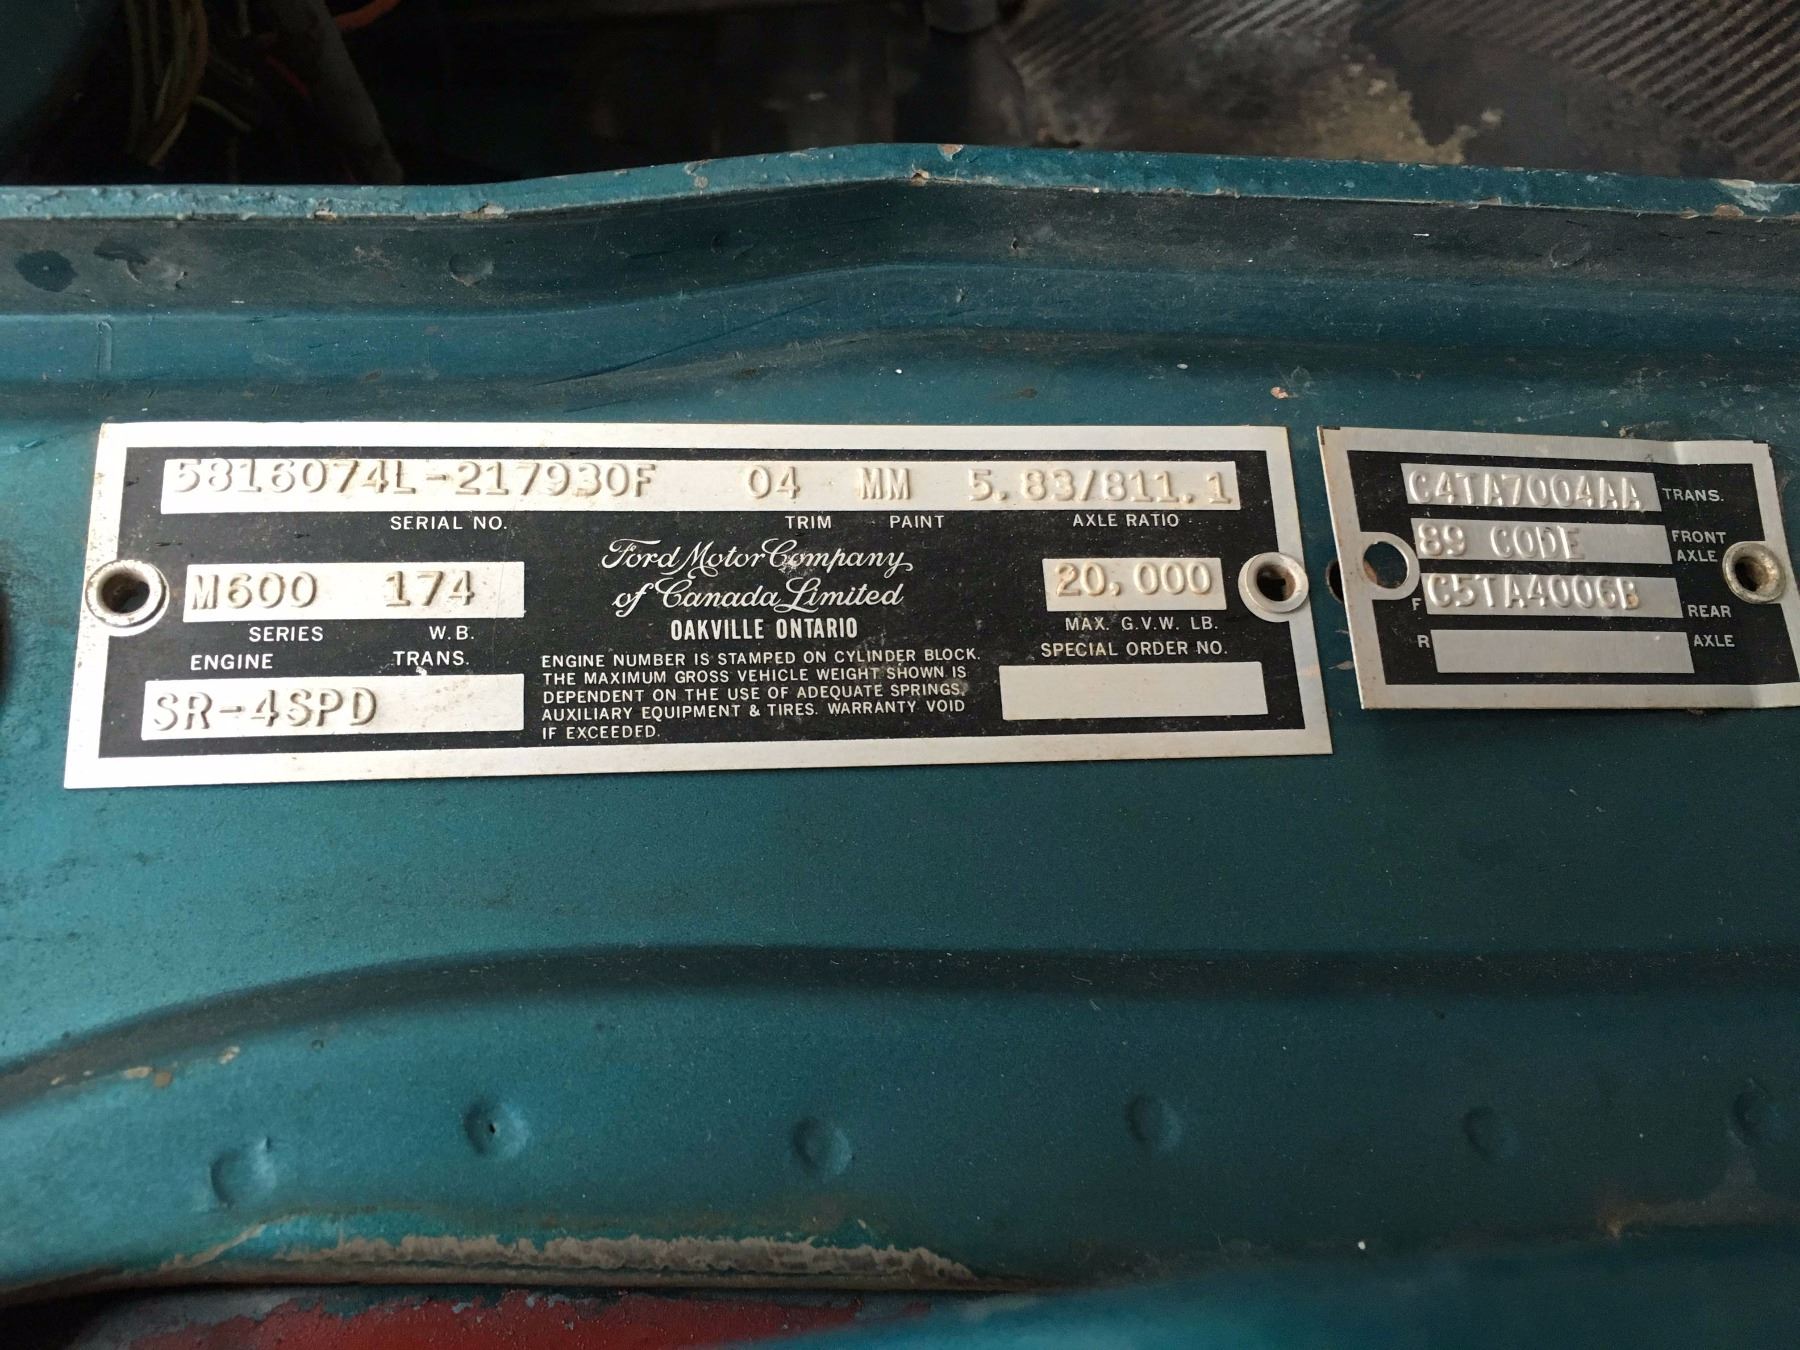 5816074L-217930F 04 MM 5.83/811.1
SERIAL NO. TRIM PAINT AXLE RATIO
Ford Motor Company
of Canada Limited
OAKVILLE ONTARIO
M600 174
SERIES W.B.
20,000
MAX. G.V.W. LB.
ENGINE TRANS.
SR-4SPD
ENGINE NUMBER IS STAMPED ON CYLINDER BLOCK.
THE MAXIMUM GROSS VEHICLE WEIGHT SHOWN IS
DEPENDENT ON THE USE OF ADEQUATE SPRINGS,
AUXILIARY EQUIPMENT & TIRES. WARRANTY VOID
IF EXCEEDED.
SPECIAL ORDER NO.
C4TA7004AA TRANS.
89 CODE FRONT
AXLE
F C5TA4006B REAR
R AXLE